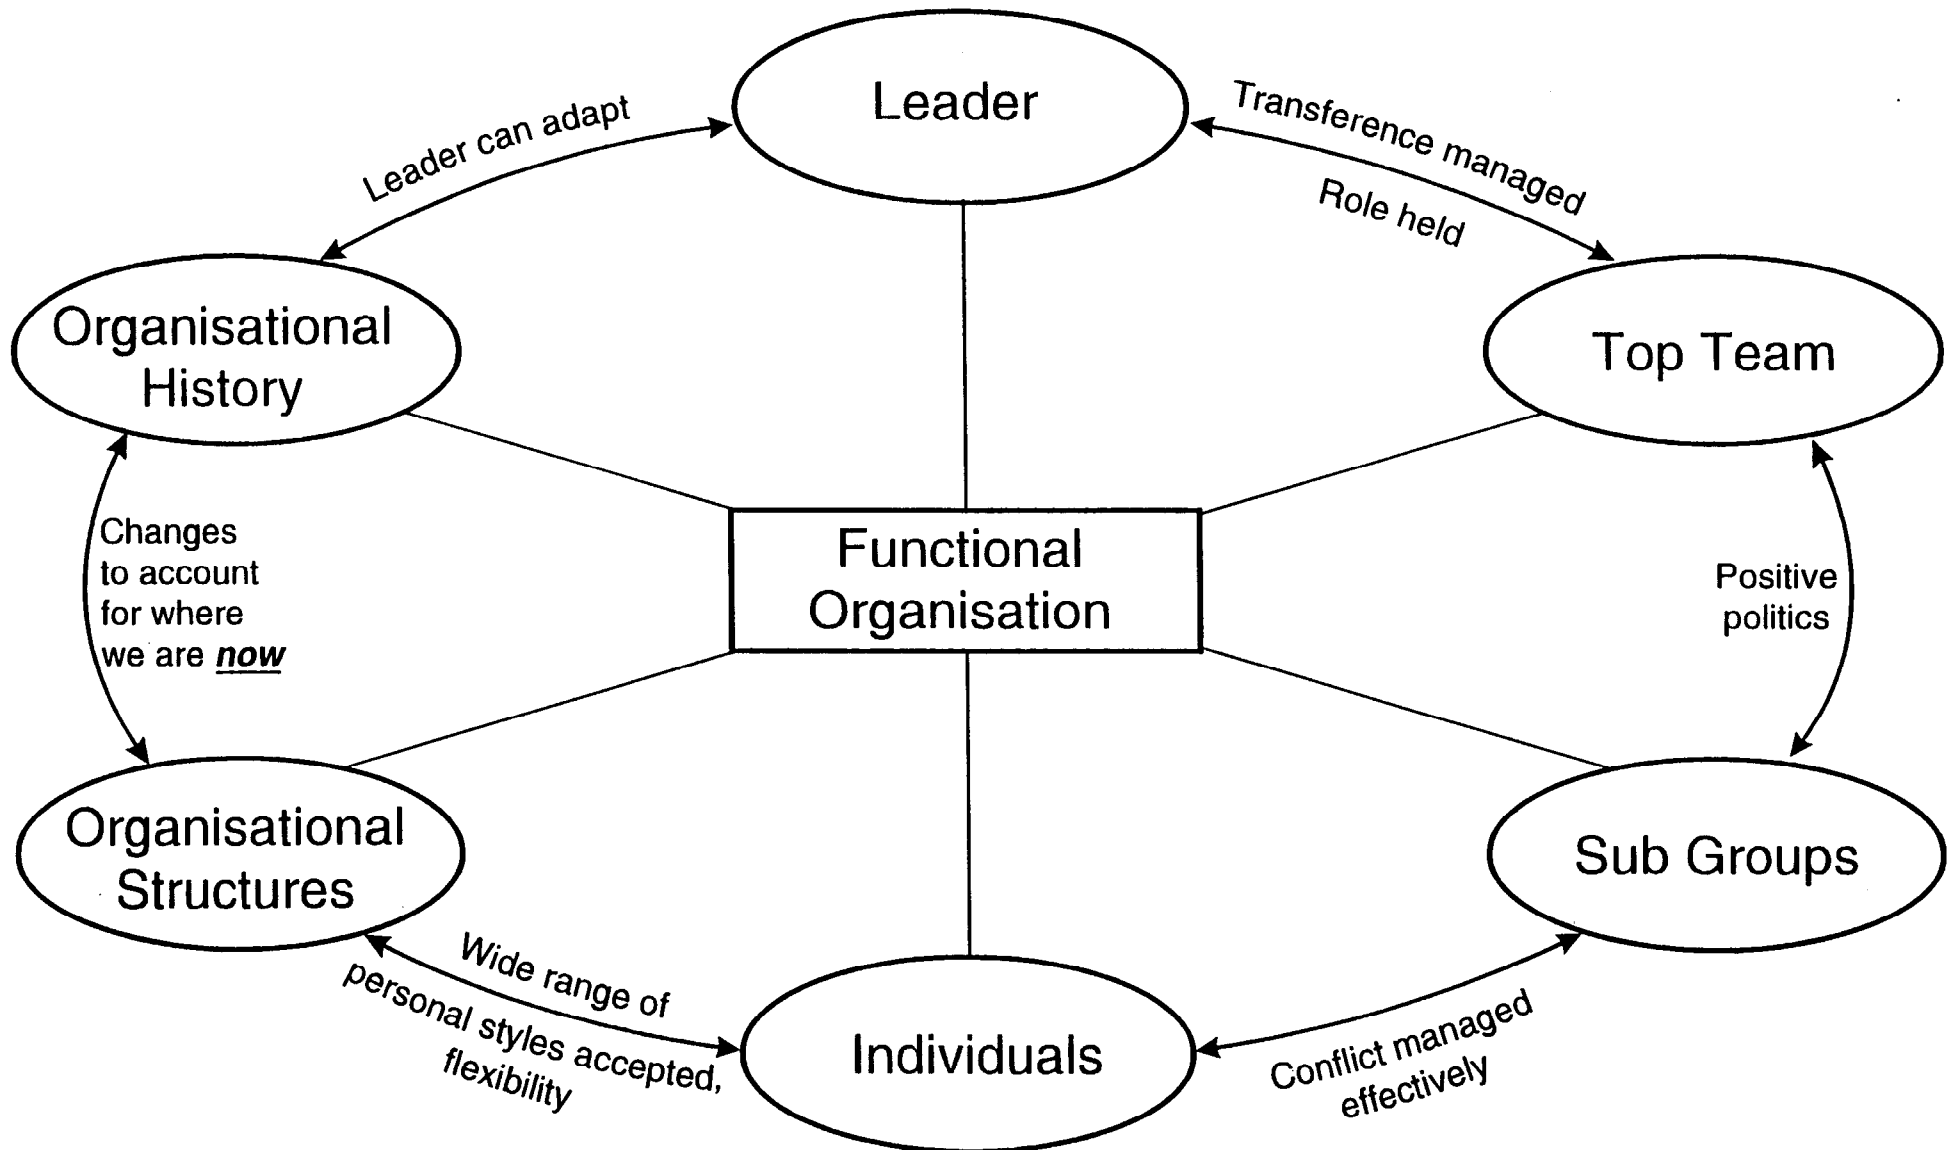 Leader
Leader can adapt
Transference managed
Role held
Organisational
History
Top Team
Changes
to account
for where
we are now
Functional
Organisation
Positive
politics
Organisational
Structures
Sub Groups
Wide range of
personal styles accepted,
flexibility
Individuals
Conflict managed
effectively